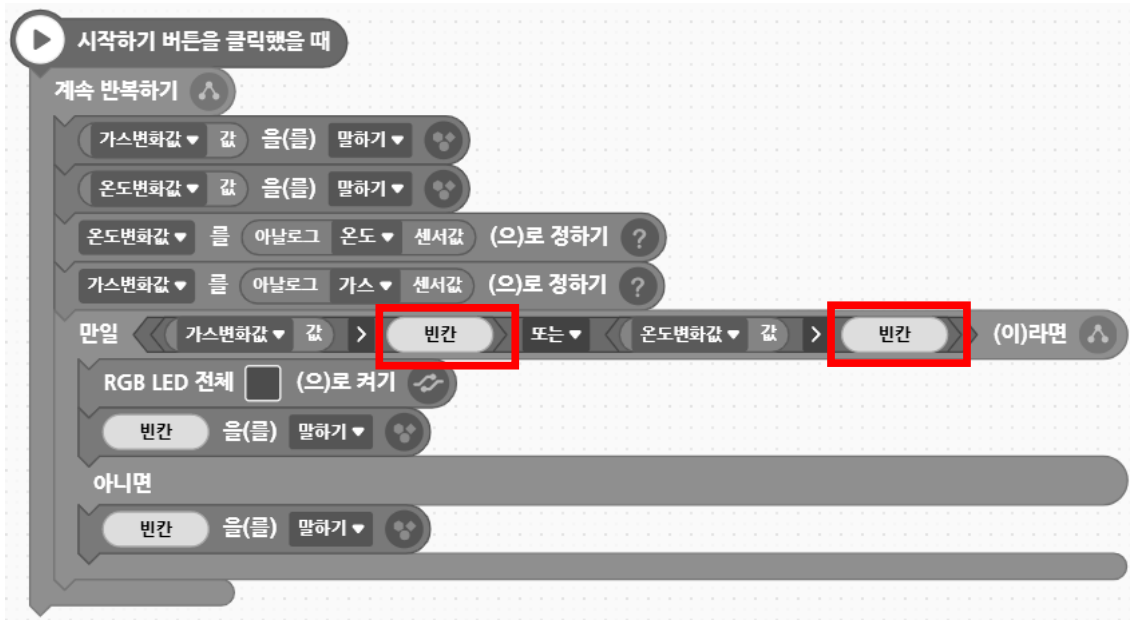 시작하기 버튼을 클릭했을 때
계속 반복하기
가스변화값 값 을(를) 말하기
온도변화값 값 을(를) 말하기
온도변화값 를 아날로그 온도 센서값 (으)로 정하기 ?
가스변화값 를 아날로그 가스 센서값 (으)로 정하기 ?
만일 가스변화값 값 > 빈칸 또는 온도변화값 값 > 빈칸 (이)라면
RGB LED 전체 (으)로 켜기
빈칸 을(를) 말하기
아니면
빈칸 을(를) 말하기